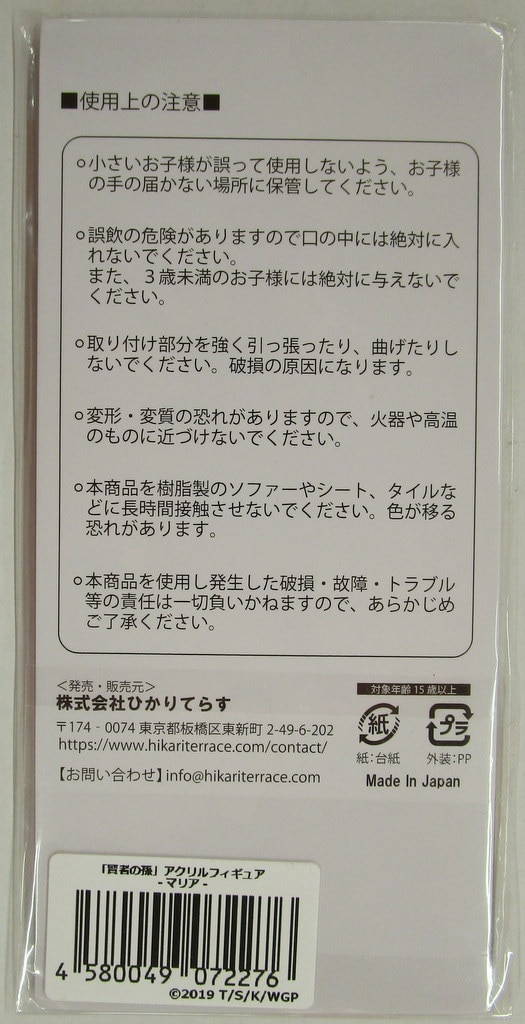 ■使用上の注意■
○小さいお子様が誤って使用しないよう、お子様
の手の届かない場所に保管してください。
○誤飲の危険がありますので口の中には絶対に入
れないでください。
また、３歳未満のお子様には絶対に与えないで
ください。
○取り付け部分を強く引っ張ったり、曲げたりし
ないでください。破損の原因になります。
○変形・変質の恐れがありますので、火器や高温
のものに近づけないでください。
○本商品を樹脂製のソファーやシート、タイルな
どに長時間接触させないでください。色が移る
恐れがあります。
○本商品を使用し発生した破損・故障・トラブル
等の責任は一切負いかねますので、あらかじめ
ご了承ください。
＜発売・販売元＞
株式会社ひかりてらす
〒174‐0074 東京都板橋区東新町 2-49-6-202
https://www.hikariterrace.com/contact/
【お問い合わせ】info@hikariterrace.com
対象年齢 15 歳以上
紙
プラ
紙：台紙
外装：PP
Made In Japan
「賢者の孫」アクリルフィギュア
- マリア -
4 580049 072276
©2019 T/S/K/WGP